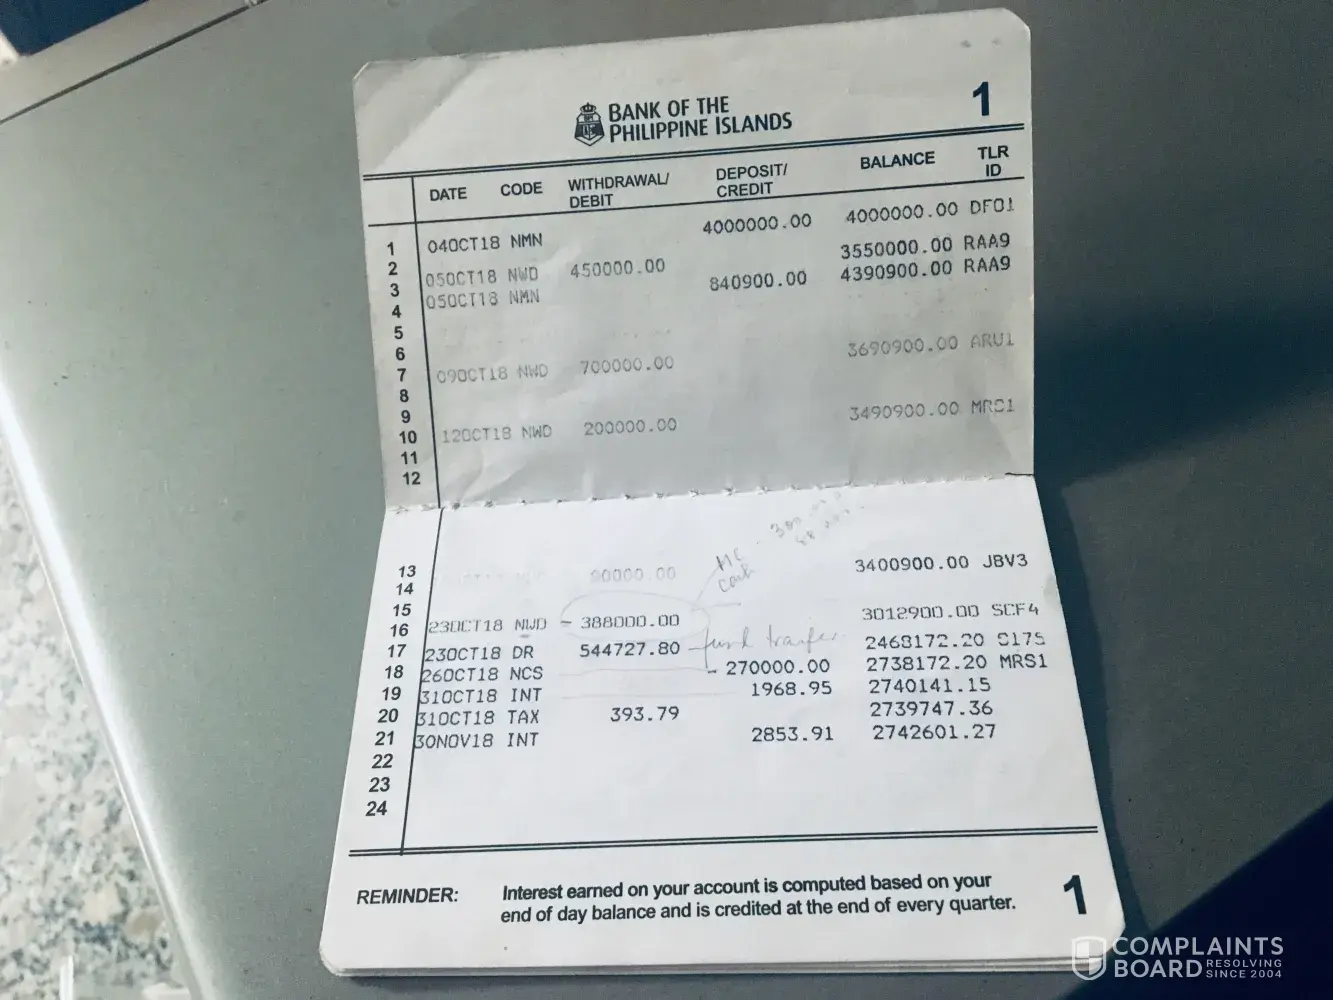 BANK OF THE
PHILIPPINE ISLANDS
1
DATE CODE WITHDRAWAL/ DEBIT DEPOSIT/ CREDIT BALANCE TLR ID
1 04OCT18 NMN 4000000.00 4000000.00 DF01
2 05OCT18 NWD 450000.00 3550000.00 RAA9
3 05OCT18 NMN 840900.00 4390900.00 RAA9
4
5
6
7 09OCT18 NWD 700000.00 3690900.00 ARU1
8
9
10 12OCT18 NWD 200000.00 3490900.00 MRS1
11
12
13 90000.00 3400900.00 JBV3
14
15
16 23OCT18 NWD - 388000.00 3012900.00 SCF4
17 23OCT18 DR 544727.80 fund transfer 2468172.20 S175
18 26OCT18 NCS - 270000.00 2738172.20 MRS1
19 31OCT18 INT 1968.95 2740141.15
20 31OCT18 TAX 393.79 2739747.36
21 30NOV18 INT 2853.91 2742601.27
22
23
24
REMINDER: Interest earned on your account is computed based on your
end of day balance and is credited at the end of every quarter.
1
COMPLAINTS
BOARD RESOLVING SINCE 2004